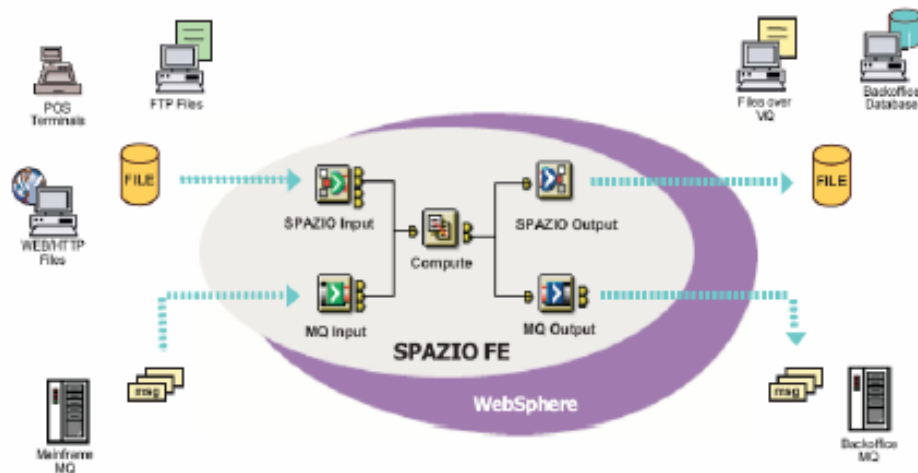 POS
Terminals
FTP Files
Files over
MQ
Backoffice
Database
FILE
FILE
WEB/HTTP
Files
SPAZIO Input
SPAZIO Output
Compute
MQ Input
MQ Output
SPAZIO FE
WebSphere
msg
msg
Mainframe
MQ
Backoffice
MQ